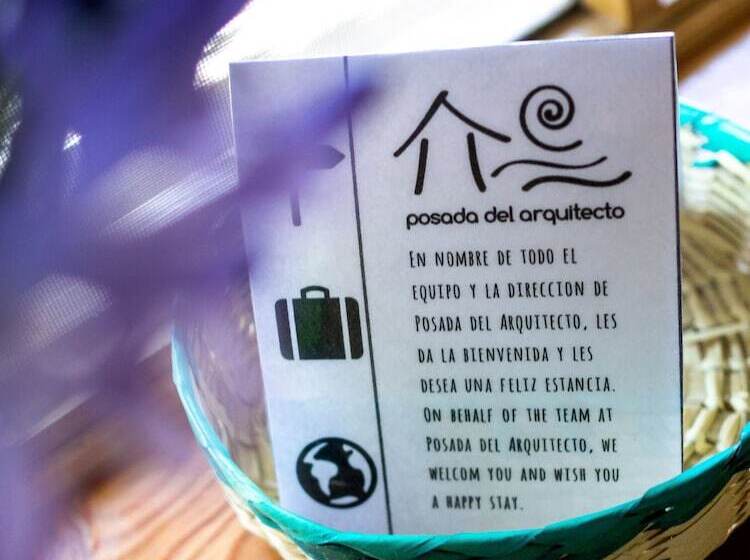 posada del arquitecto
EN NOMBRE DE TODO EL
EQUIPO Y LA DIRECCION DE
POSADA DEL ARQUITECTO, LES
DA LA BIENVENIDA Y LES
DESEA UNA FELIZ ESTANCIA.
ON BEHALF OF THE TEAM AT
POSADA DEL ARQUITECTO, WE
WELCOM YOU AND WISH YOU
A HAPPY STAY.